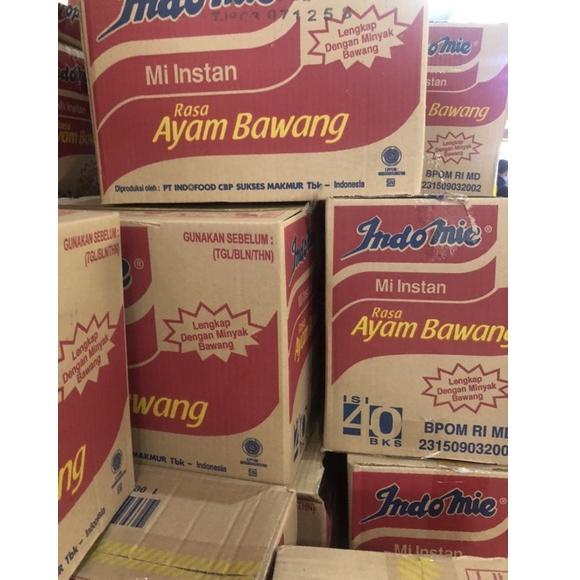 IndoMie
Mi Instan
Rasa
Ayam Bawang
Lengkap
Dengan Minyak
Bawang
Diproduksi oleh : PT INDOFOOD CBP SUKSES MAKMUR Tbk – Indonesia
IndoMie
Bawang
Lengkap
Dengan Minyak
Bawang
BPOM RI MD
231509032002
GUNAKAN SEBELUM :
(TGL/BLN/THN)
Lengkap
Dengan Minyak
Bawang
wang
GUNAKAN SEBELUM :
(TGL/BLN/THN)
Lengkap
Dengan Minyak
Bawang
wang
MAKMUR Tbk - Indonesia
IndoMie
Mi Instan
Rasa
Ayam Bawang
Lengkap
Dengan Minyak
Bawang
ISI
40
BKS
BPOM RI MD
23150903200
IndoMie
Mi Instan